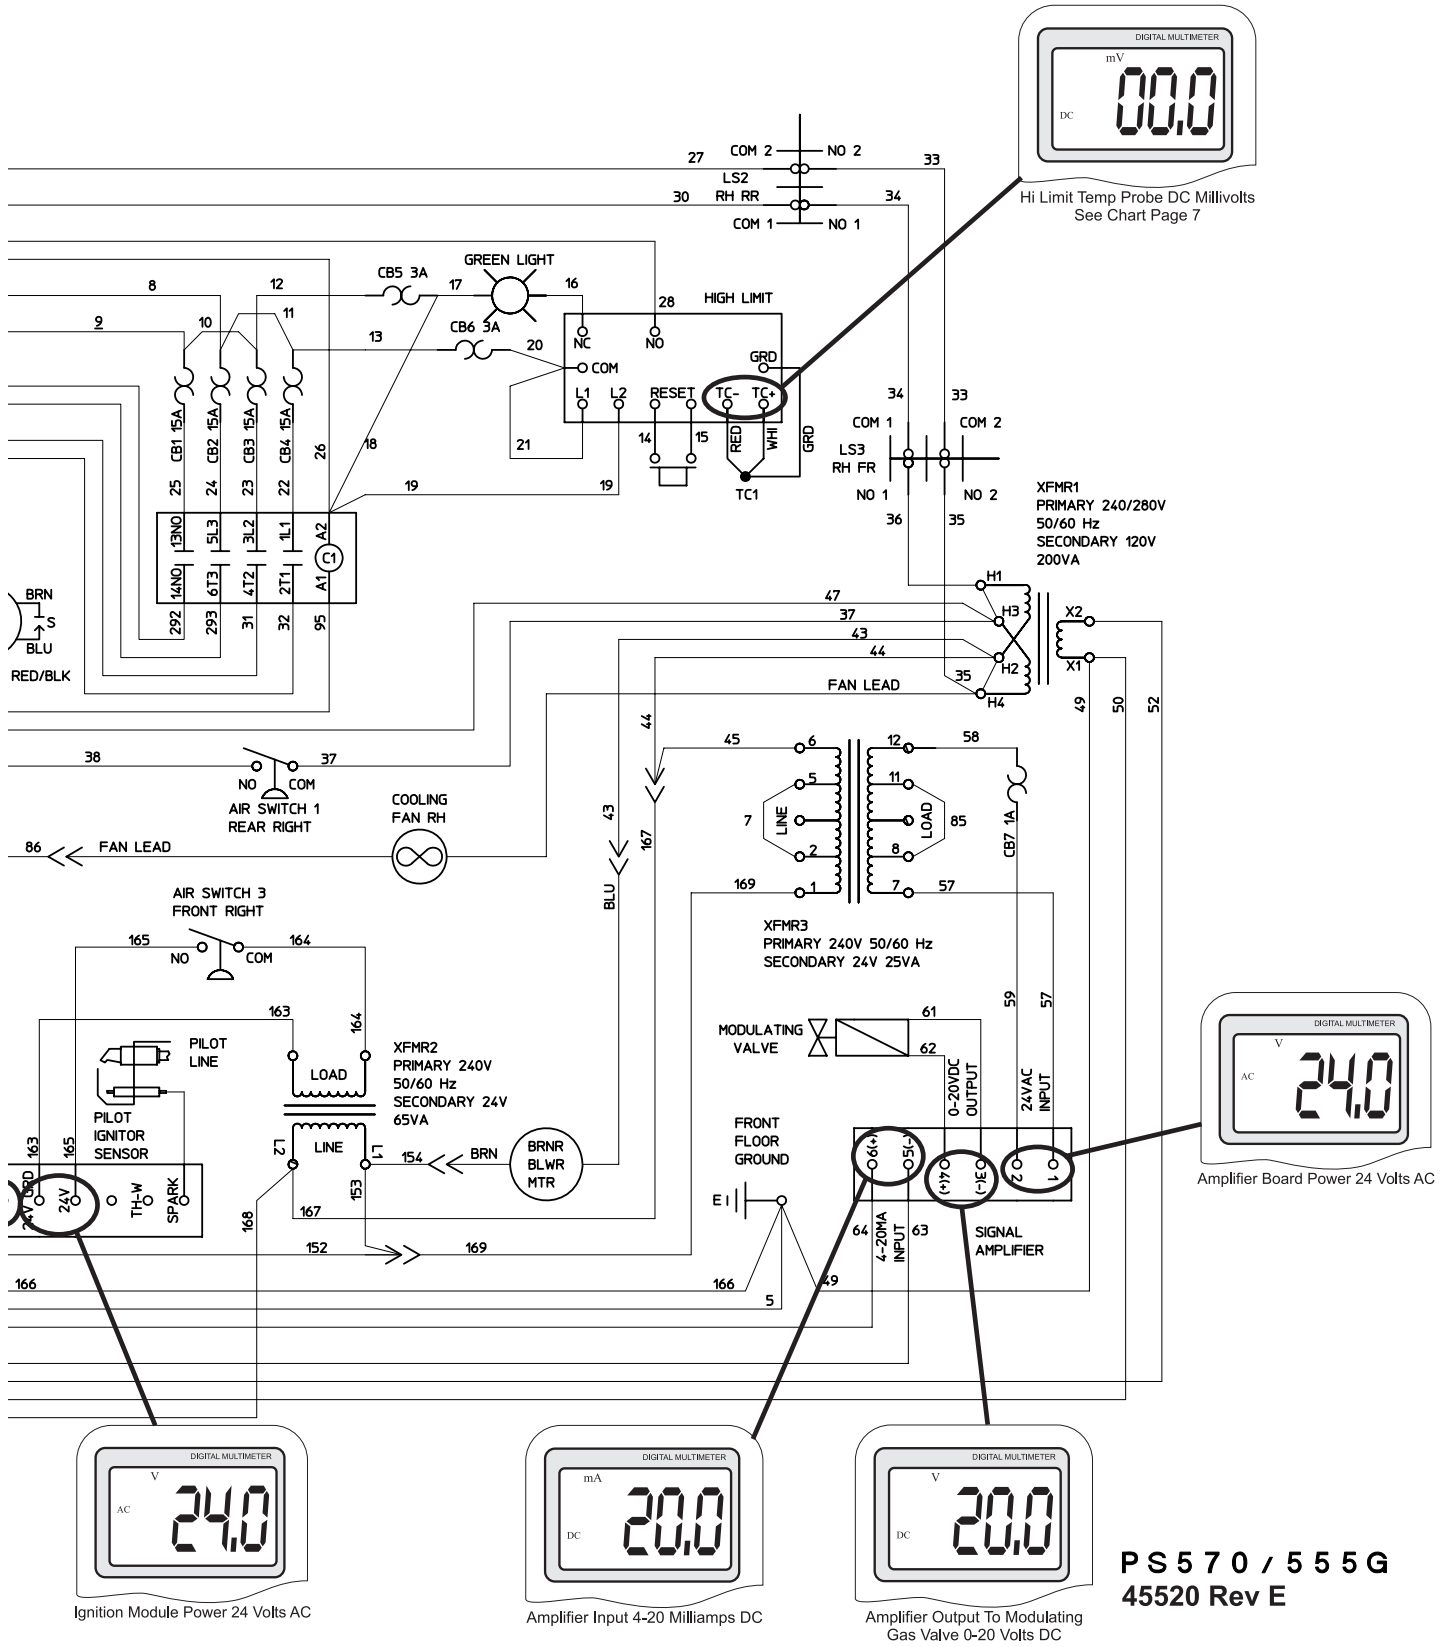 DIGITAL MULTIMETER
mV
DC
00.0
Hi Limit Temp Probe DC Millivolts
See Chart Page 7
27
COM 2
NO 2
33
LS2
RH RR
30
34
COM 1
NO 1
8
12
CB5 3A
17
GREEN LIGHT
16
28
HIGH LIMIT
9
10
11
13
CB6 3A
20
NC
NO
COM
GRD
L1
L2
RESET
TC-
TC+
34
33
COM 1
COM 2
LS3
RH FR
NO 1
NO 2
36
35
CB1 15A
CB2 15A
CB3 15A
CB4 15A
26
18
21
14
15
RED
WHI
GRD
TC1
25
24
23
22
19
19
13NO
5L3
3L2
1L1
A2
C1
14NO
6T3
4T2
2T1
A1
292
293
31
32
95
XFMR1
PRIMARY 240/280V
50/60 Hz
SECONDARY 120V
200VA
BRN
S
BLU
RED/BLK
47
37
43
44
FAN LEAD
35
H1
H3
H2
H4
X2
X1
49
50
52
38
37
NO
COM
AIR SWITCH 1
REAR RIGHT
44
45
6
12
58
5
11
7
LINE
LOAD
85
2
8
169
1
7
57
CB7 1A
COOLING
FAN RH
43
167
86
FAN LEAD
BLU
AIR SWITCH 3
FRONT RIGHT
165
164
NO
COM
XFMR3
PRIMARY 240V 50/60 Hz
SECONDARY 24V 25VA
59
57
163
164
PILOT
LINE
PILOT
IGNITOR
SENSOR
LOAD
XFMR2
PRIMARY 240V
50/60 Hz
SECONDARY 24V
65VA
L2
LINE
L1
MODULATING
VALVE
61
62
0-20VDC
OUTPUT
24VAC
INPUT
DIGITAL MULTIMETER
V
AC
24.0
Amplifier Board Power 24 Volts AC
FRONT
FLOOR
GROUND
E1
6(+)
5(-)
4(+)
3(-)
2
1
163
165
24V GRD
24V
TH-W
SPARK
154
BRN
BRNR
BLWR
MTR
153
168
167
152
169
64
4-20MA
INPUT
63
SIGNAL
AMPLIFIER
166
166
49
5
DIGITAL MULTIMETER
V
AC
24.0
Ignition Module Power 24 Volts AC
DIGITAL MULTIMETER
mA
DC
20.0
Amplifier Input 4-20 Milliamps DC
DIGITAL MULTIMETER
V
DC
20.0
Amplifier Output To Modulating
Gas Valve 0-20 Volts DC
PS570/555G
45520 Rev E